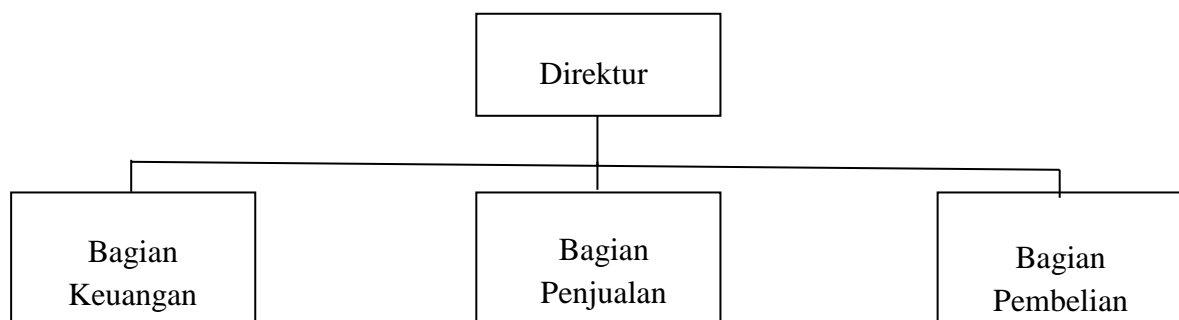 Direktur
Bagian
Keuangan
Bagian
Penjualan
Bagian
Pembelian